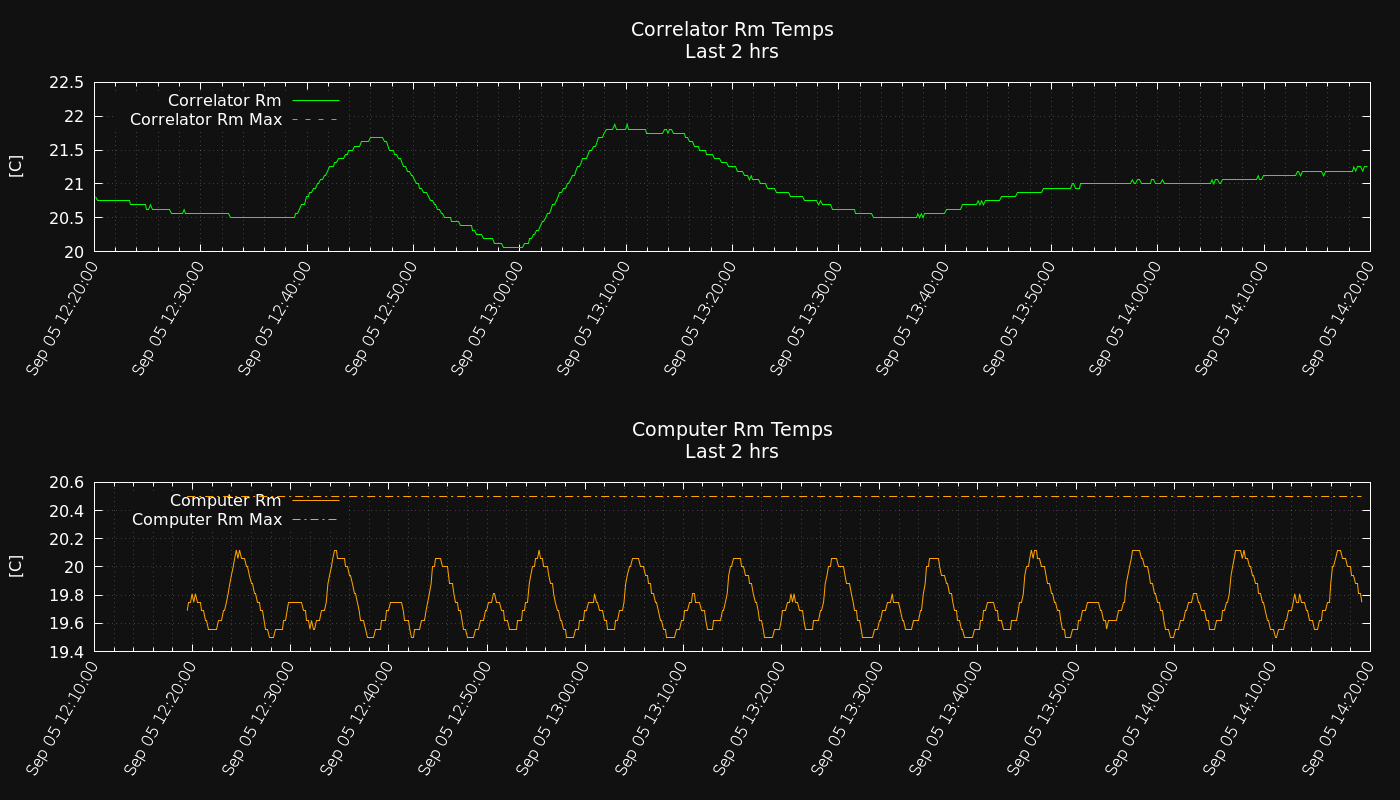 Correlator Rm Temps
Last 2 hrs
22.5
22
21.5
21
20.5
20
[C]
Correlator Rm
Correlator Rm Max
Sep 05 12:20:00
Sep 05 12:30:00
Sep 05 12:40:00
Sep 05 12:50:00
Sep 05 13:00:00
Sep 05 13:10:00
Sep 05 13:20:00
Sep 05 13:30:00
Sep 05 13:40:00
Sep 05 13:50:00
Sep 05 14:00:00
Sep 05 14:10:00
Sep 05 14:20:00
Computer Rm Temps
Last 2 hrs
20.6
20.4
20.2
20
19.8
19.6
19.4
[C]
Computer Rm
Computer Rm Max
Sep 05 12:10:00
Sep 05 12:20:00
Sep 05 12:30:00
Sep 05 12:40:00
Sep 05 12:50:00
Sep 05 13:00:00
Sep 05 13:10:00
Sep 05 13:20:00
Sep 05 13:30:00
Sep 05 13:40:00
Sep 05 13:50:00
Sep 05 14:00:00
Sep 05 14:10:00
Sep 05 14:20:00